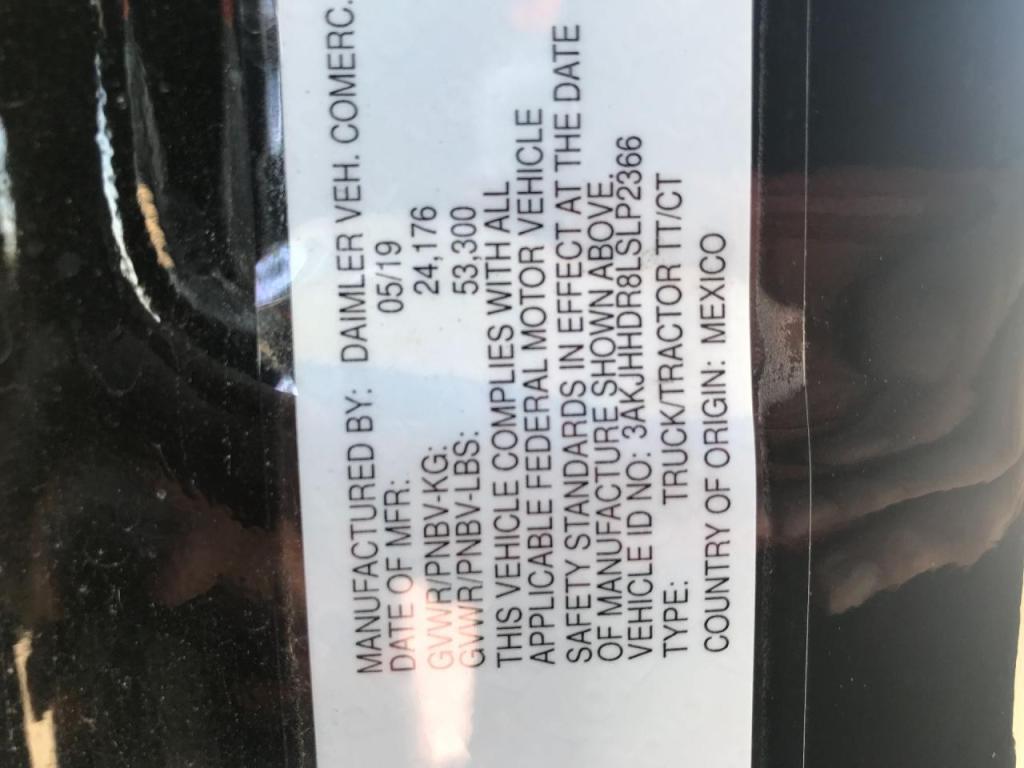 MANUFACTURED BY: DAIMLER VEH. COMERC.
DATE OF MFR: 05/19
GVWR/PNBV-KG: 24,176
GVWR/PNBV-LBS: 53,300
THIS VEHICLE COMPLIES WITH ALL
APPLICABLE FEDERAL MOTOR VEHICLE
SAFETY STANDARDS IN EFFECT AT THE DATE
OF MANUFACTURE SHOWN ABOVE.
VEHICLE ID NO: 3AKJHHDR8LSLP2366
TYPE: TRUCK/TRACTOR TT/CT
COUNTRY OF ORIGIN: MEXICO